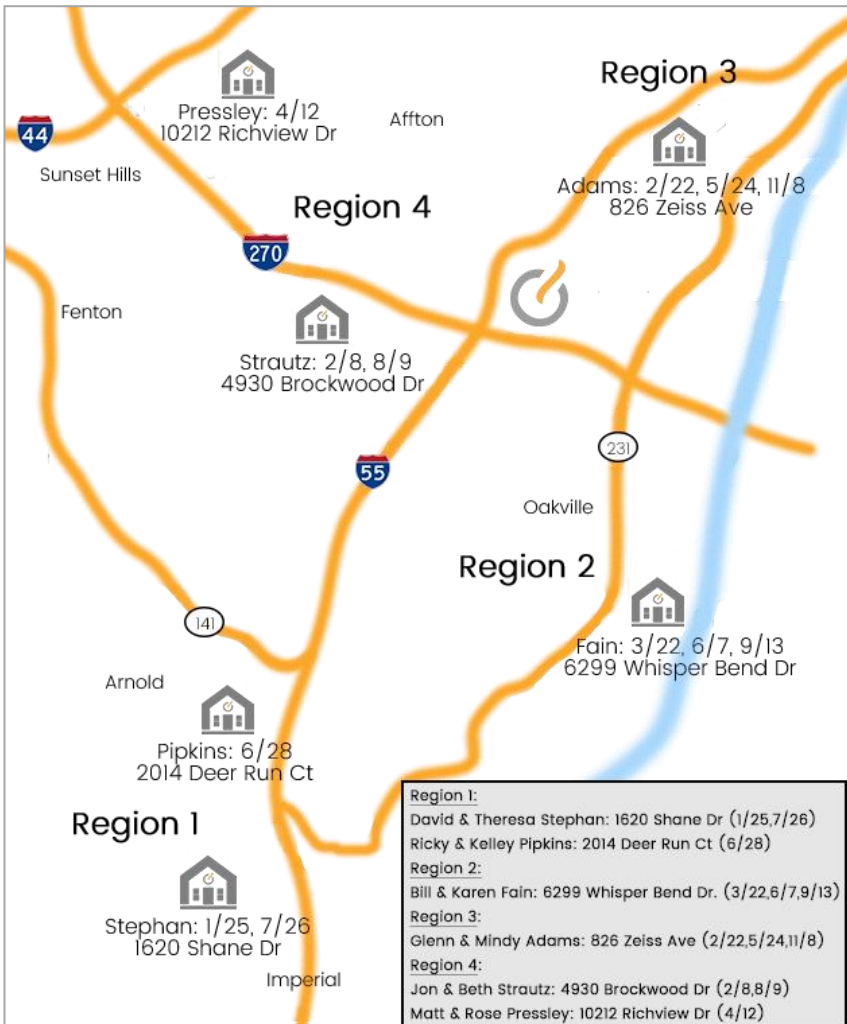 Region 3
Pressley: 4/12
10212 Richview Dr
Affton
44
Sunset Hills
Adams: 2/22, 5/24, 11/8
826 Zeiss Ave
Region 4
270
Fenton
Strautz: 2/8, 8/9
4930 Brockwood Dr
55
231
Oakville
Region 2
141
Fain: 3/22, 6/7, 9/13
6299 Whisper Bend Dr
Arnold
Pipkins: 6/28
2014 Deer Run Ct
Region 1
Stephan: 1/25, 7/26
1620 Shane Dr
Imperial
Region 1:
David & Theresa Stephan: 1620 Shane Dr (1/25,7/26)
Ricky & Kelley Pipkins: 2014 Deer Run Ct (6/28)
Region 2:
Bill & Karen Fain: 6299 Whisper Bend Dr. (3/22,6/7,9/13)
Region 3:
Glenn & Mindy Adams: 826 Zeiss Ave (2/22,5/24,11/8)
Region 4:
Jon & Beth Strautz: 4930 Brockwood Dr (2/8,8/9)
Matt & Rose Pressley: 10212 Richview Dr (4/12)